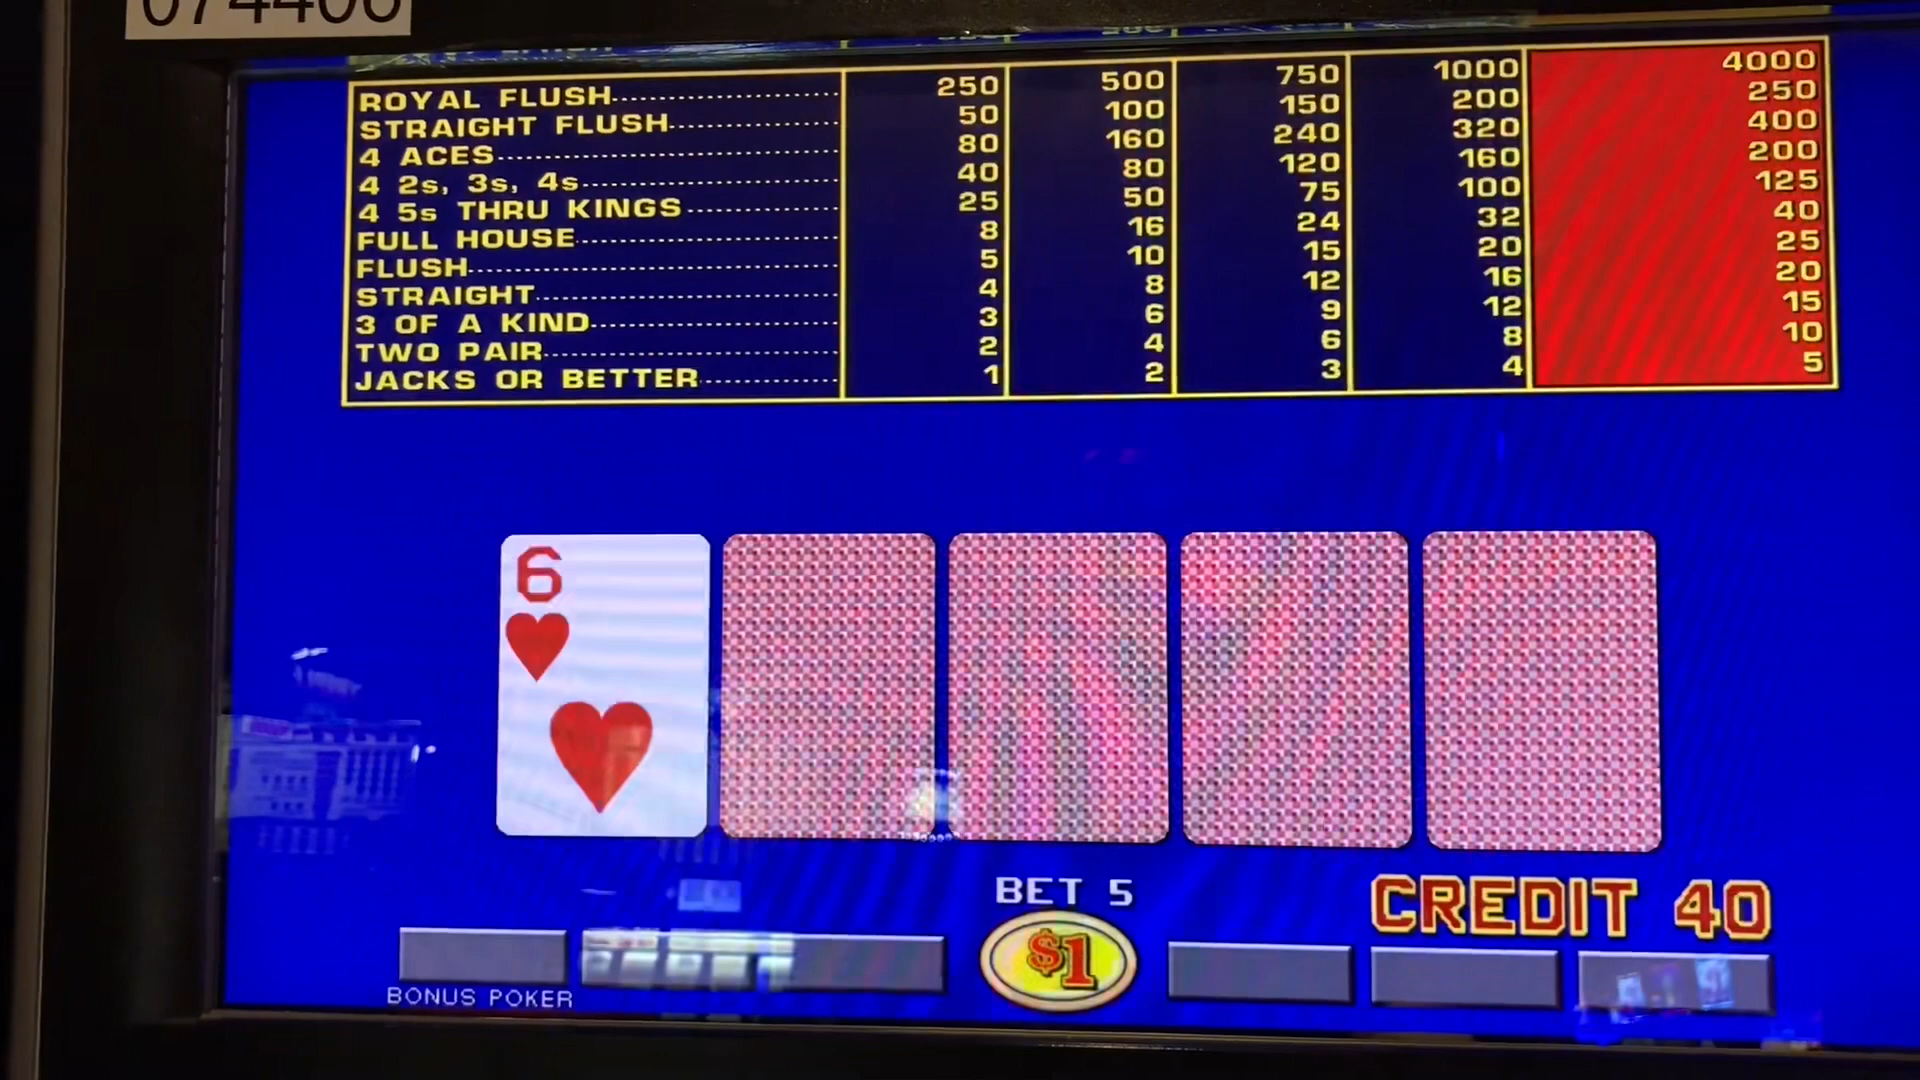 074406
ROYAL FLUSH 250 500 750 1000 4000
STRAIGHT FLUSH 50 100 150 200 250
4 ACES 80 160 240 320 400
4 2s, 3s, 4s 40 80 120 160 200
4 5s THRU KINGS 25 50 75 100 125
FULL HOUSE 8 16 24 32 40
FLUSH 5 10 15 20 25
STRAIGHT 4 8 12 16 20
3 OF A KIND 3 6 9 12 15
TWO PAIR 2 4 6 8 10
JACKS OR BETTER 1 2 3 4 5
6
BET 5
CREDIT 40
$1
BONUS POKER